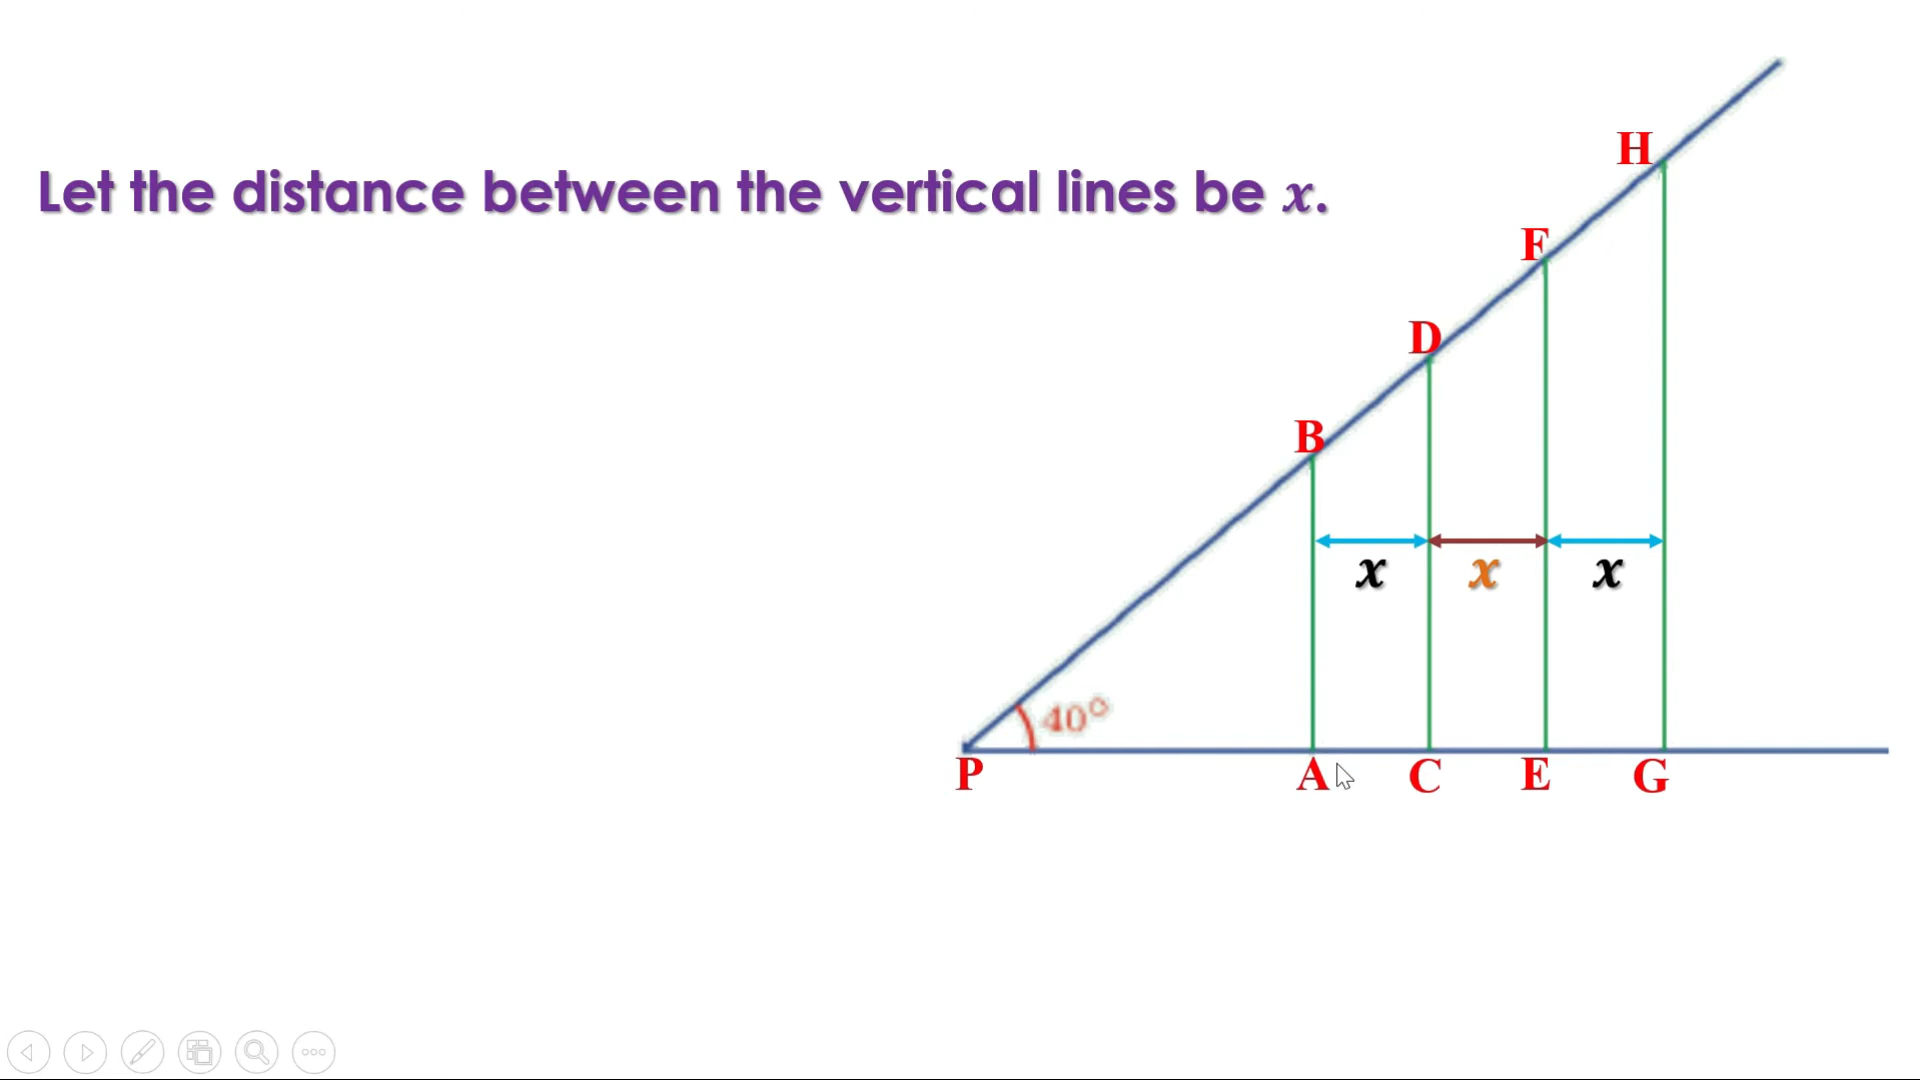 Let the distance between the vertical lines be x.
H
F
D
B
x x x
40°
P A C E G